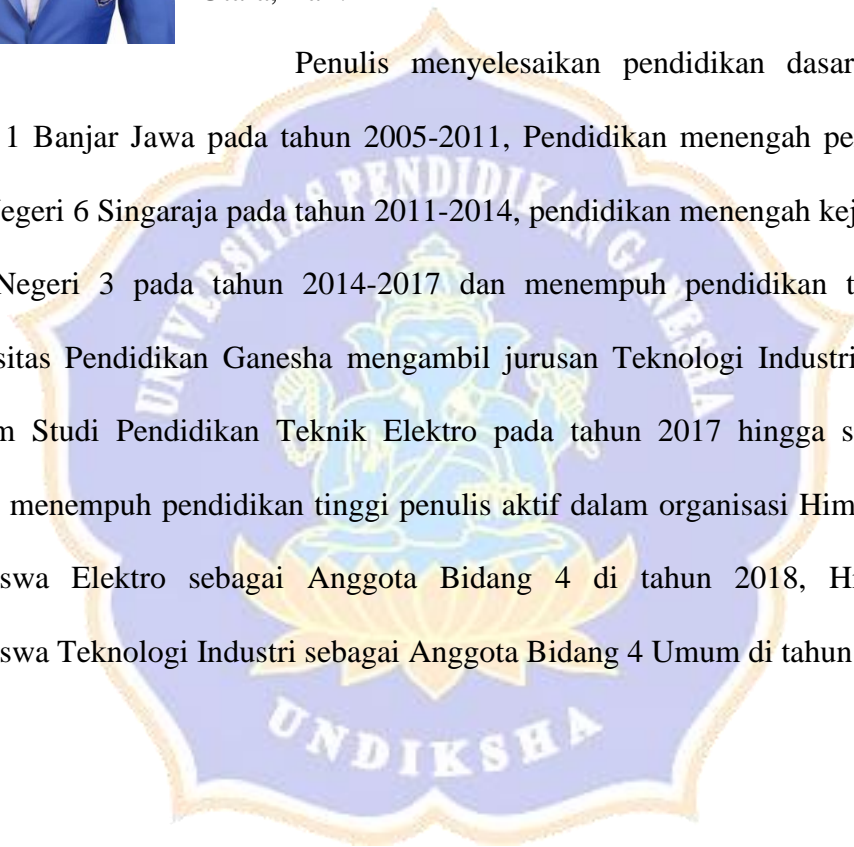 Penulis menyelesaikan pendidikan dasar
1 Banjar Jawa pada tahun 2005-2011, Pendidikan menengah pe
egeri 6 Singaraja pada tahun 2011-2014, pendidikan menengah kej
Negeri 3 pada tahun 2014-2017 dan menempuh pendidikan t
sitas Pendidikan Ganesha mengambil jurusan Teknologi Industri
m Studi Pendidikan Teknik Elektro pada tahun 2017 hingga s
menempuh pendidikan tinggi penulis aktif dalam organisasi Him
swa Elektro sebagai Anggota Bidang 4 di tahun 2018, Hi
swa Teknologi Industri sebagai Anggota Bidang 4 Umum di tahun
UNIVERSITAS PENDIDIKAN GANESHA
UNDIKSHA